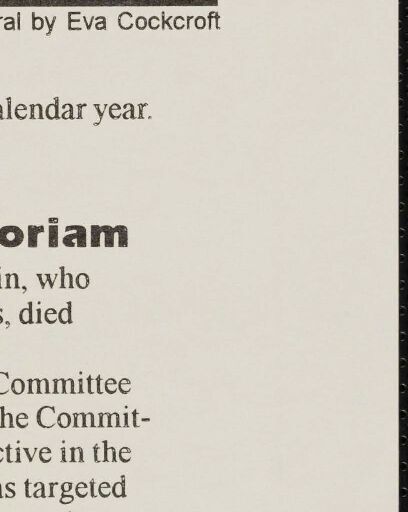 ral by Eva Cockcroft
alendar year.
oriam
in, who
s, died
Committee
he Commit-
ctive in the
as targeted